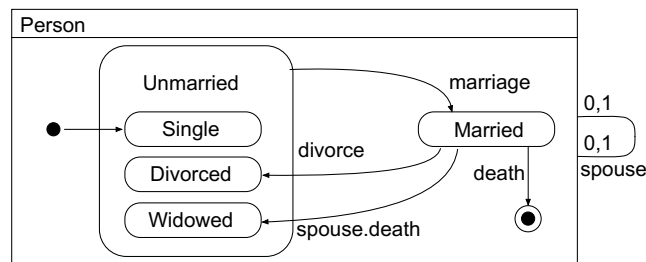 Person
Unmarried
marriage
0,1
Single
Married
0,1
divorce
spouse
Divorced
death
Widowed
spouse.death